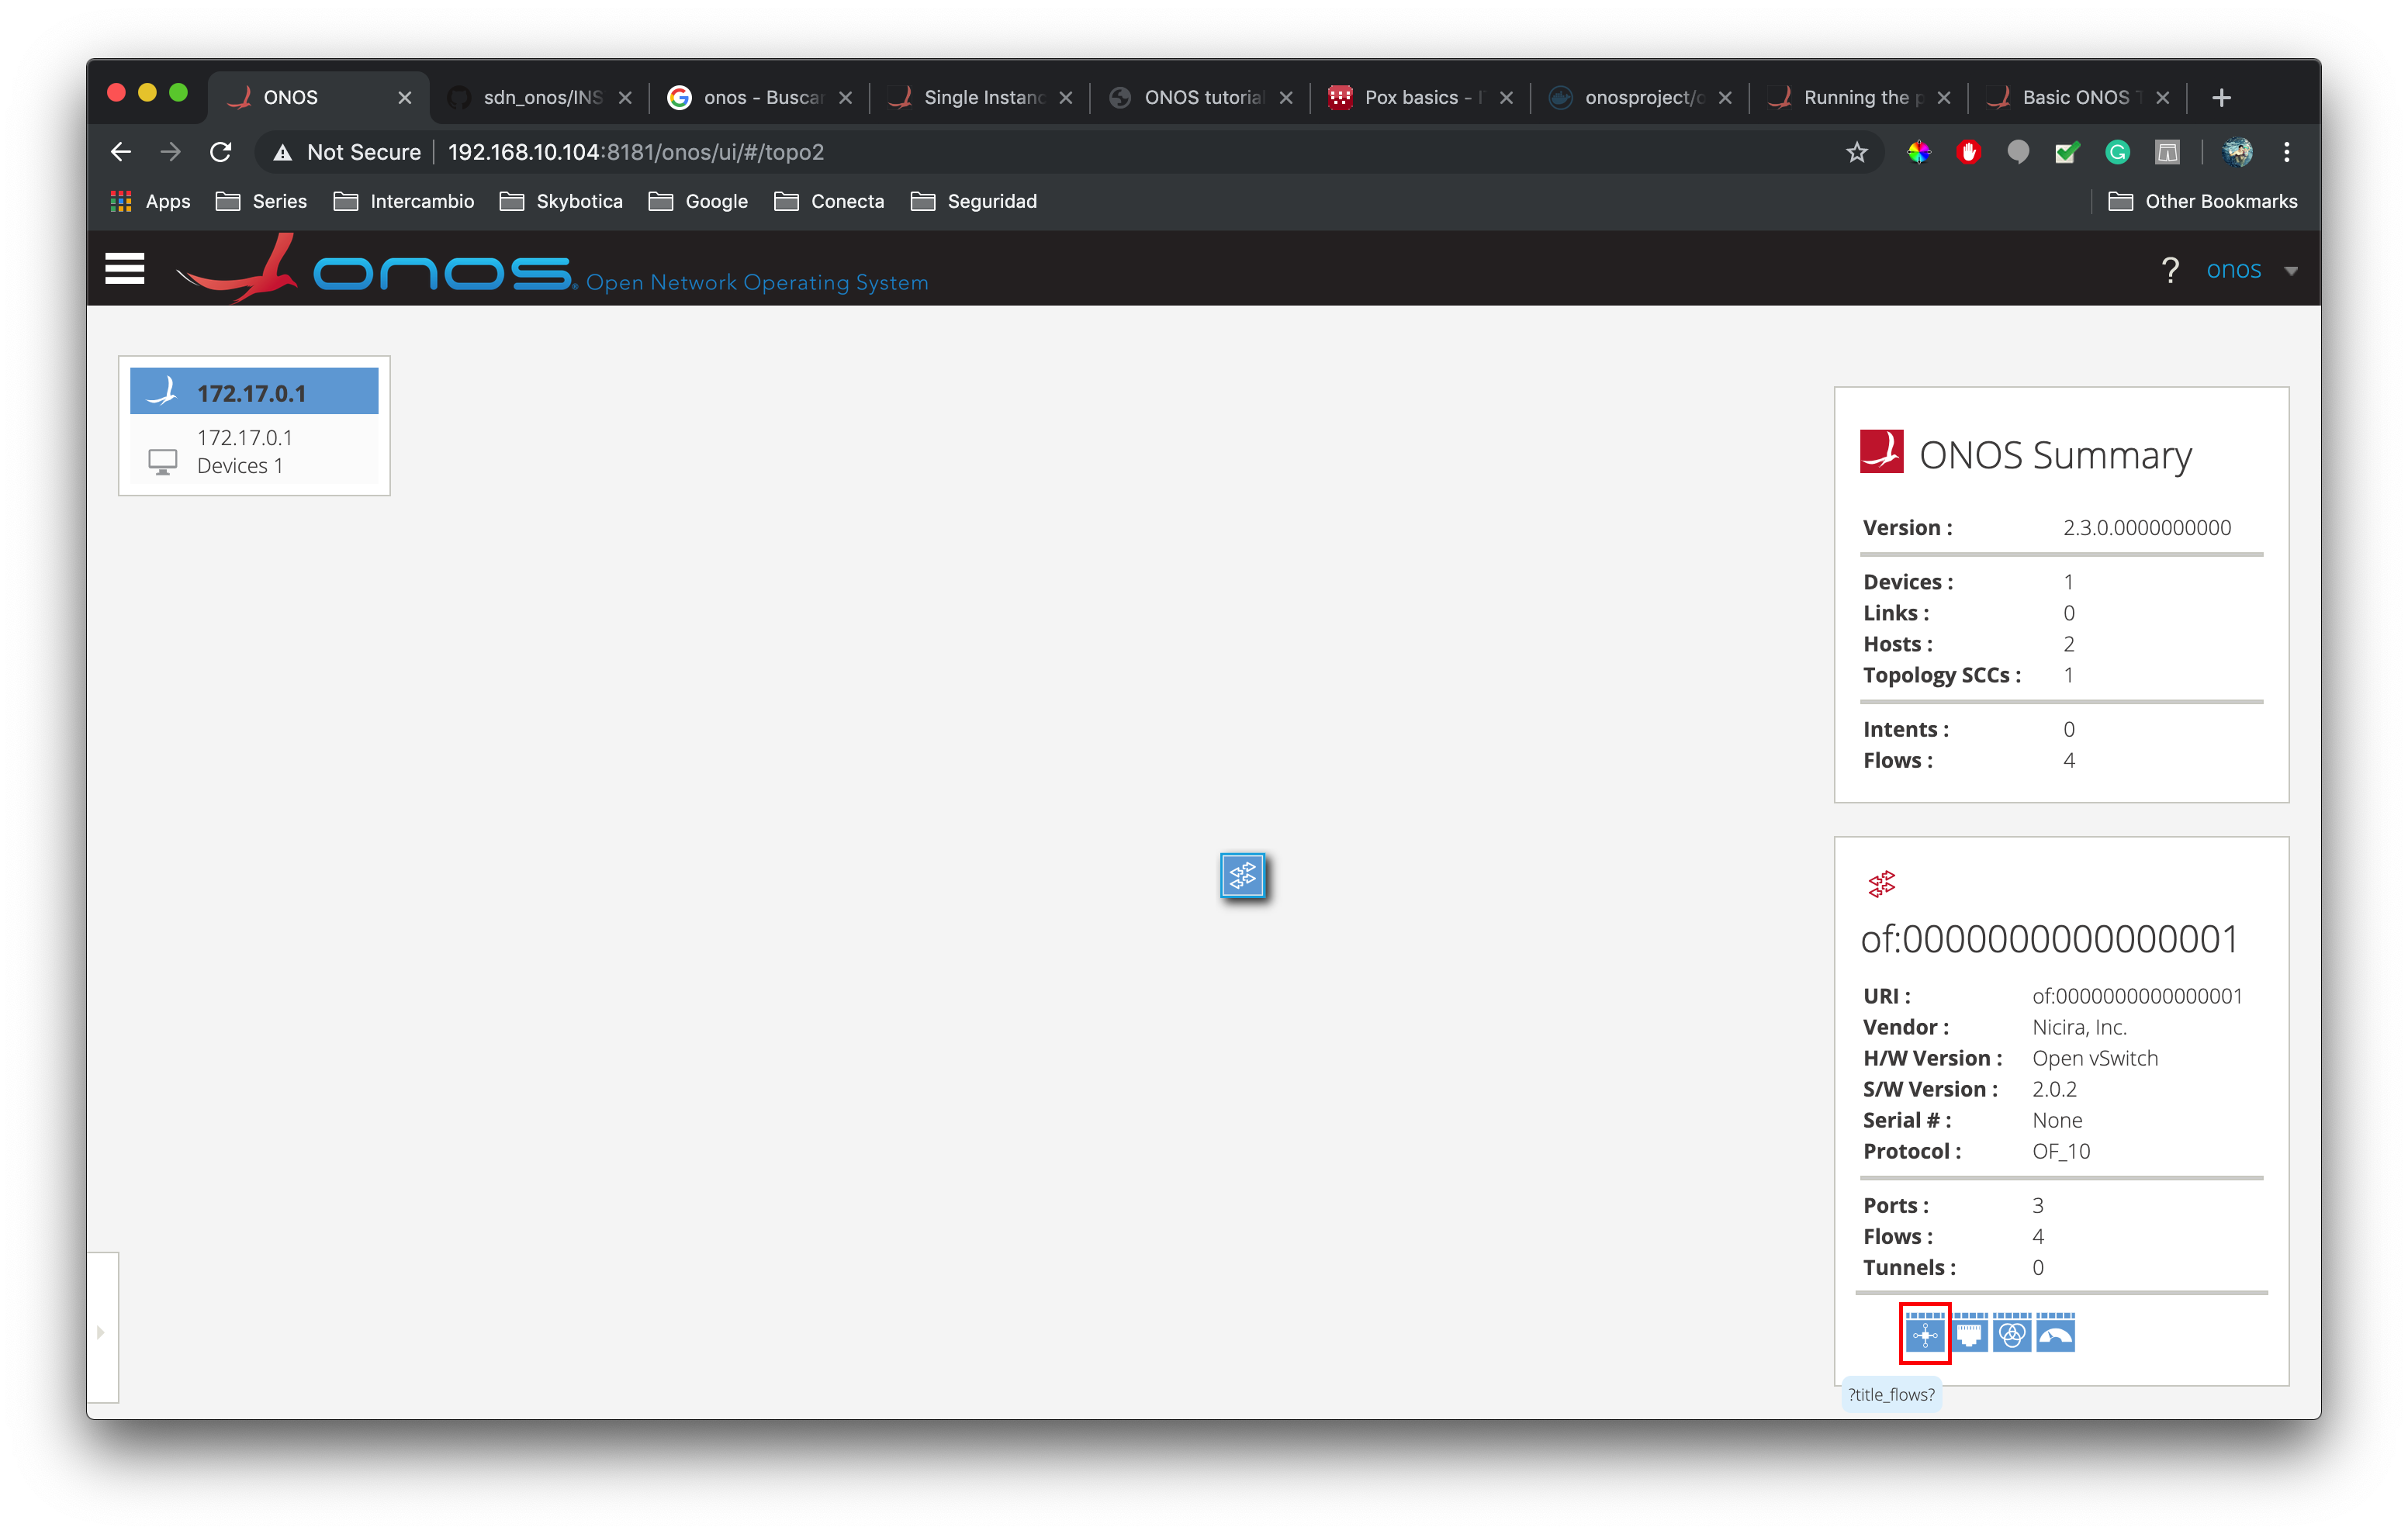 ONOS
sdn_onos/INS
onos - Buscar
Single Instanc
ONOS tutorial
Pox basics -
onosproject/o
Running the p
Basic ONOS T
Not Secure
192.168.10.104:8181/onos/ui/#/topo2
Apps
Series
Intercambio
Skybotica
Google
Conecta
Seguridad
Other Bookmarks
onos
Open Network Operating System
?
onos
172.17.0.1
172.17.0.1
Devices 1
ONOS Summary
Version : 2.3.0.0000000000
Devices : 1
Links : 0
Hosts : 2
Topology SCCs : 1
Intents : 0
Flows : 4
of:0000000000000001
URI : of:0000000000000001
Vendor : Nicira, Inc.
H/W Version : Open vSwitch
S/W Version : 2.0.2
Serial # : None
Protocol : OF_10
Ports : 3
Flows : 4
Tunnels : 0
?title_flows?